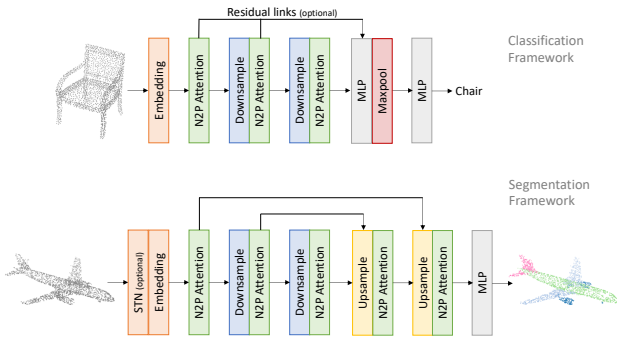 Residual links (optional)
Classification
Framework
Embedding
N2P Attention
Downsample
N2P Attention
Downsample
N2P Attention
MLP
Maxpool
MLP
Chair
Segmentation
Framework
STN (optional)
Embedding
N2P Attention
Downsample
N2P Attention
Downsample
N2P Attention
Upsample
N2P Attention
Upsample
N2P Attention
MLP